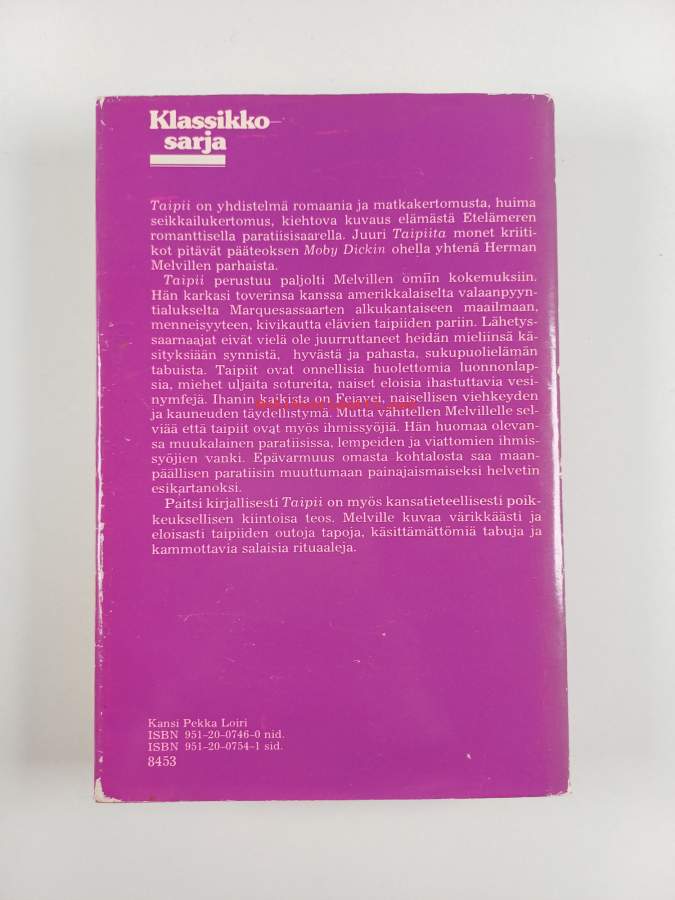 Klassikko-
sarja
Taipii on yhdistelmä romaania ja matkakertomusta, huima
seikkailukertomus, kiehtova kuvaus elämästä Etelämeren
romanttisella paratiisisaarella. Juuri Taipiita monet kriiti-
kot pitävät pääteoksen Moby Dickin ohella yhtenä Herman
Melvillen parhaista.
Taipii perustuu paljolti Melvillen omiin kokemuksiin.
Hän karkasi toverinsa kanssa amerikkalaiselta valaanpyyn-
tialukselta Marquesassaarten alkukantaiseen maailmaan,
menneisyyteen, kivikautta elävien taipiiden pariin. Lähetys-
saarnaajat eivät vielä ole juurruttaneet heidän mieliinsä kä-
sityksiään synnistä, hyvästä ja pahasta, sukupuolielämän
tabuista. Taipiit ovat onnellisia huolettomia luonnonlap-
sia, miehet uljaita sotureita, naiset eloisia ihastuttavia vesi-
nymfejä. Ihanin kaikista on Feiavei, naisellisen viehkeyden
ja kauneuden täydellistymä. Mutta vähitellen Melvillelle sel-
viää että taipiit ovat myös ihmissyöjiä. Hän huomaa olevan-
sa muukalainen paratiisissa, lempeiden ja viattomien ihmis-
syöjien vanki. Epävarmuus omasta kohtalosta saa maan-
päällisen paratiisin muuttumaan painajaismaiseksi helvetin
esikartanoksi.
Paitsi kirjallisesti Taipii on myös kansatieteellisesti poik-
keuksellisen kiintoisa teos. Melville kuvaa värikkäästi ja
eloisasti taipiiden outoja tapoja, käsittämättömiä tabuja ja
kammottavia salaisia rituaaleja.
Kansi Pekka Loiri
ISBN 951-20-0746-0 nid.
ISBN 951-20-0754-1 sid.
8453